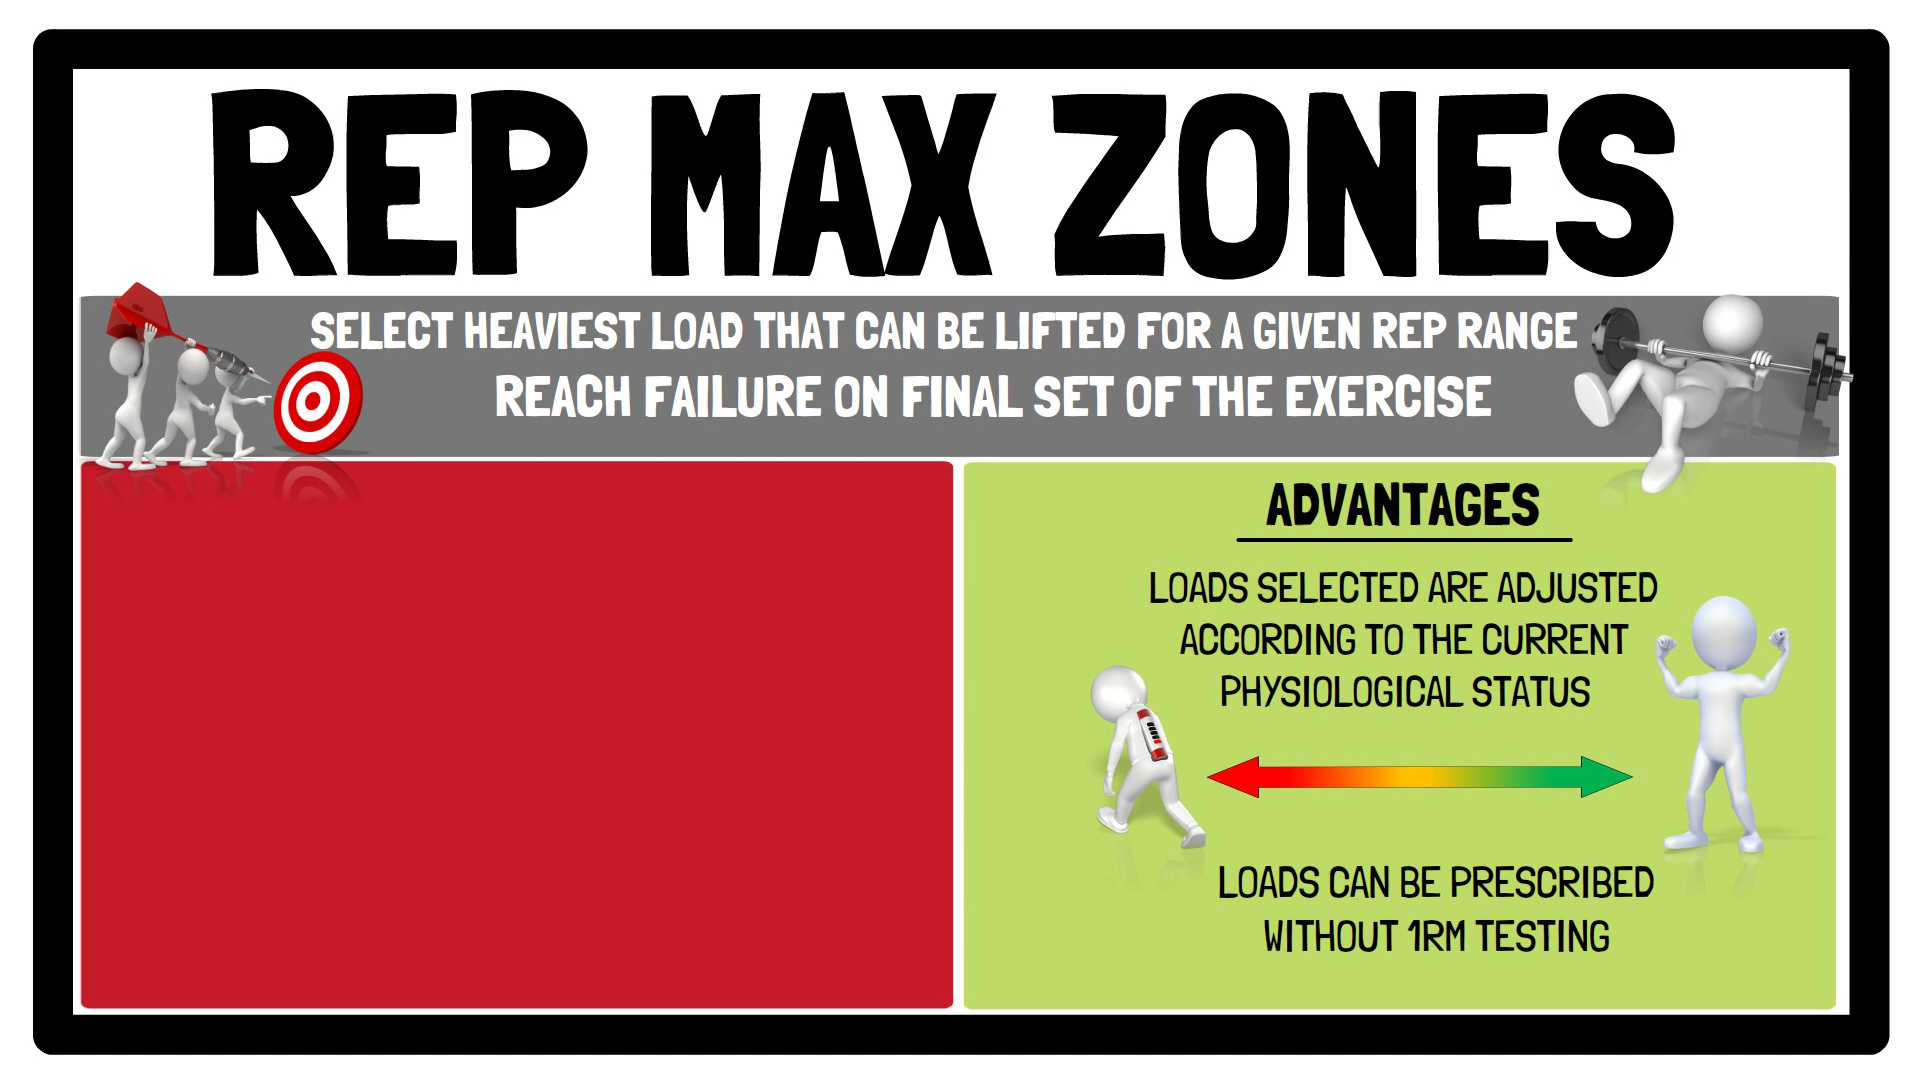 REP MAX ZONES
SELECT HEAVIEST LOAD THAT CAN BE LIFTED FOR A GIVEN REP RANGE
REACH FAILURE ON FINAL SET OF THE EXERCISE
ADVANTAGES
LOADS SELECTED ARE ADJUSTED
ACCORDING TO THE CURRENT
PHYSIOLOGICAL STATUS
LOADS CAN BE PRESCRIBED
WITHOUT 1RM TESTING